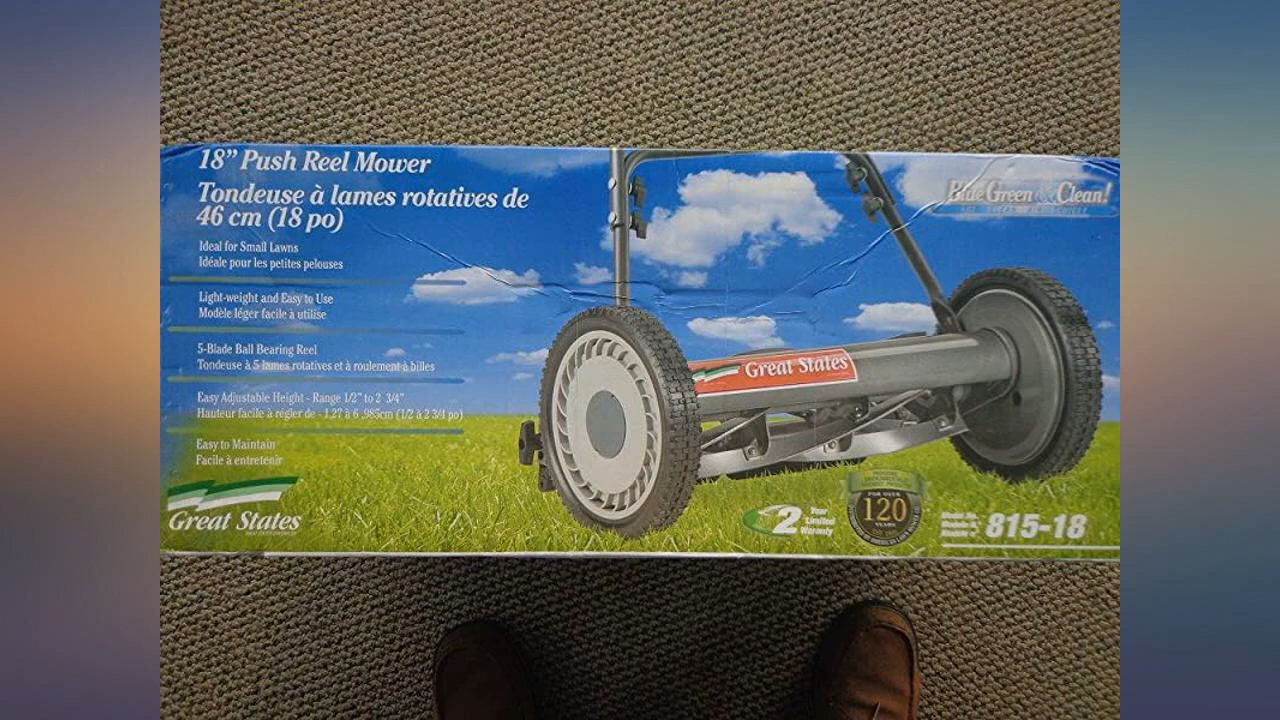 18” Push Reel Mower
Tondeuse à lames rotatives de
46 cm (18 po)
Ideal for Small Lawns
Idéale pour les petites pelouses
Light-weight and Easy to Use
Modèle léger facile à utilise
5-Blade Ball Bearing Reel
Tondeuse à 5 lames rotatives et à roulement à billes
Easy Adjustable Height - Range 1/2” to 2 3/4”
Hauteur facile à régler de - 1,27 à 6 ,985cm (1/2 à 2 3/4 po)
Easy to Maintain
Facile à entretenir
Great States
Blue Green & Clean!
Great States
2 Year
Limited
Warranty
FOR OVER
120
YEARS
815-18